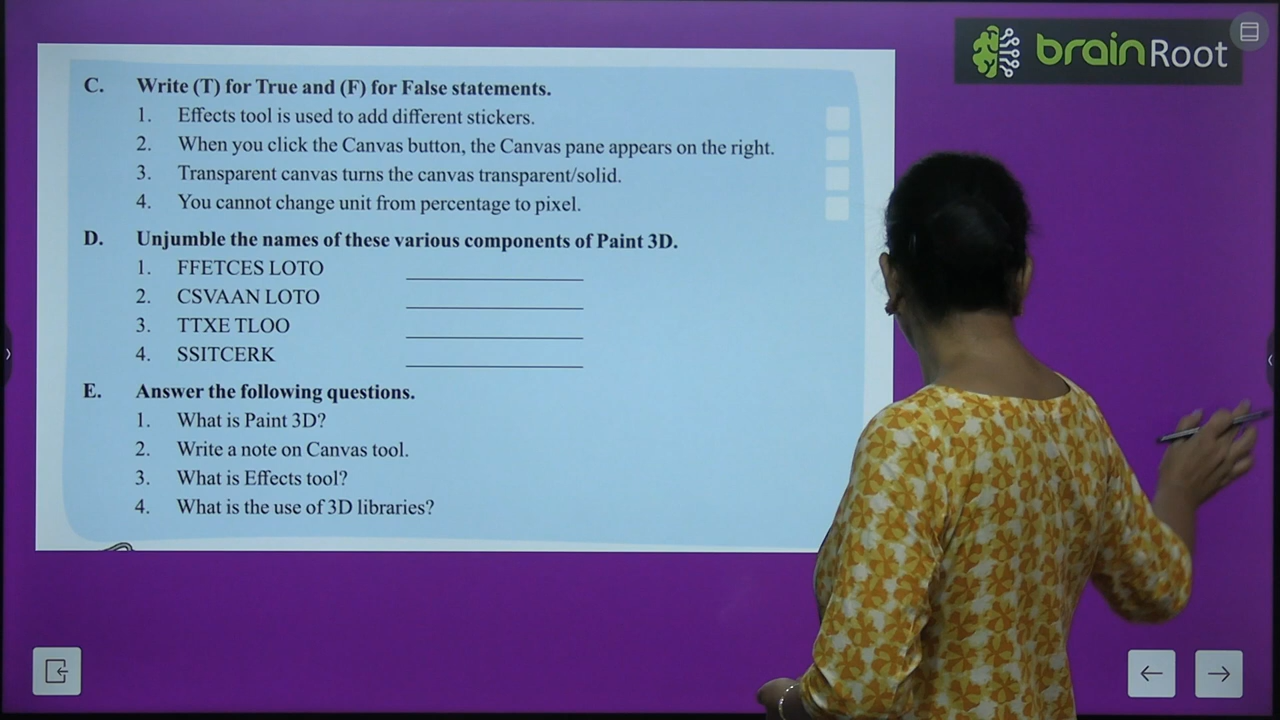 brainRoot
C. Write (T) for True and (F) for False statements.
1. Effects tool is used to add different stickers.
2. When you click the Canvas button, the Canvas pane appears on the right.
3. Transparent canvas turns the canvas transparent/solid.
4. You cannot change unit from percentage to pixel.
D. Unjumble the names of these various components of Paint 3D.
1. FFETCES LOTO
2. CSVAAN LOTO
3. TTXE TLOO
4. SSITCERK
E. Answer the following questions.
1. What is Paint 3D?
2. Write a note on Canvas tool.
3. What is Effects tool?
4. What is the use of 3D libraries?